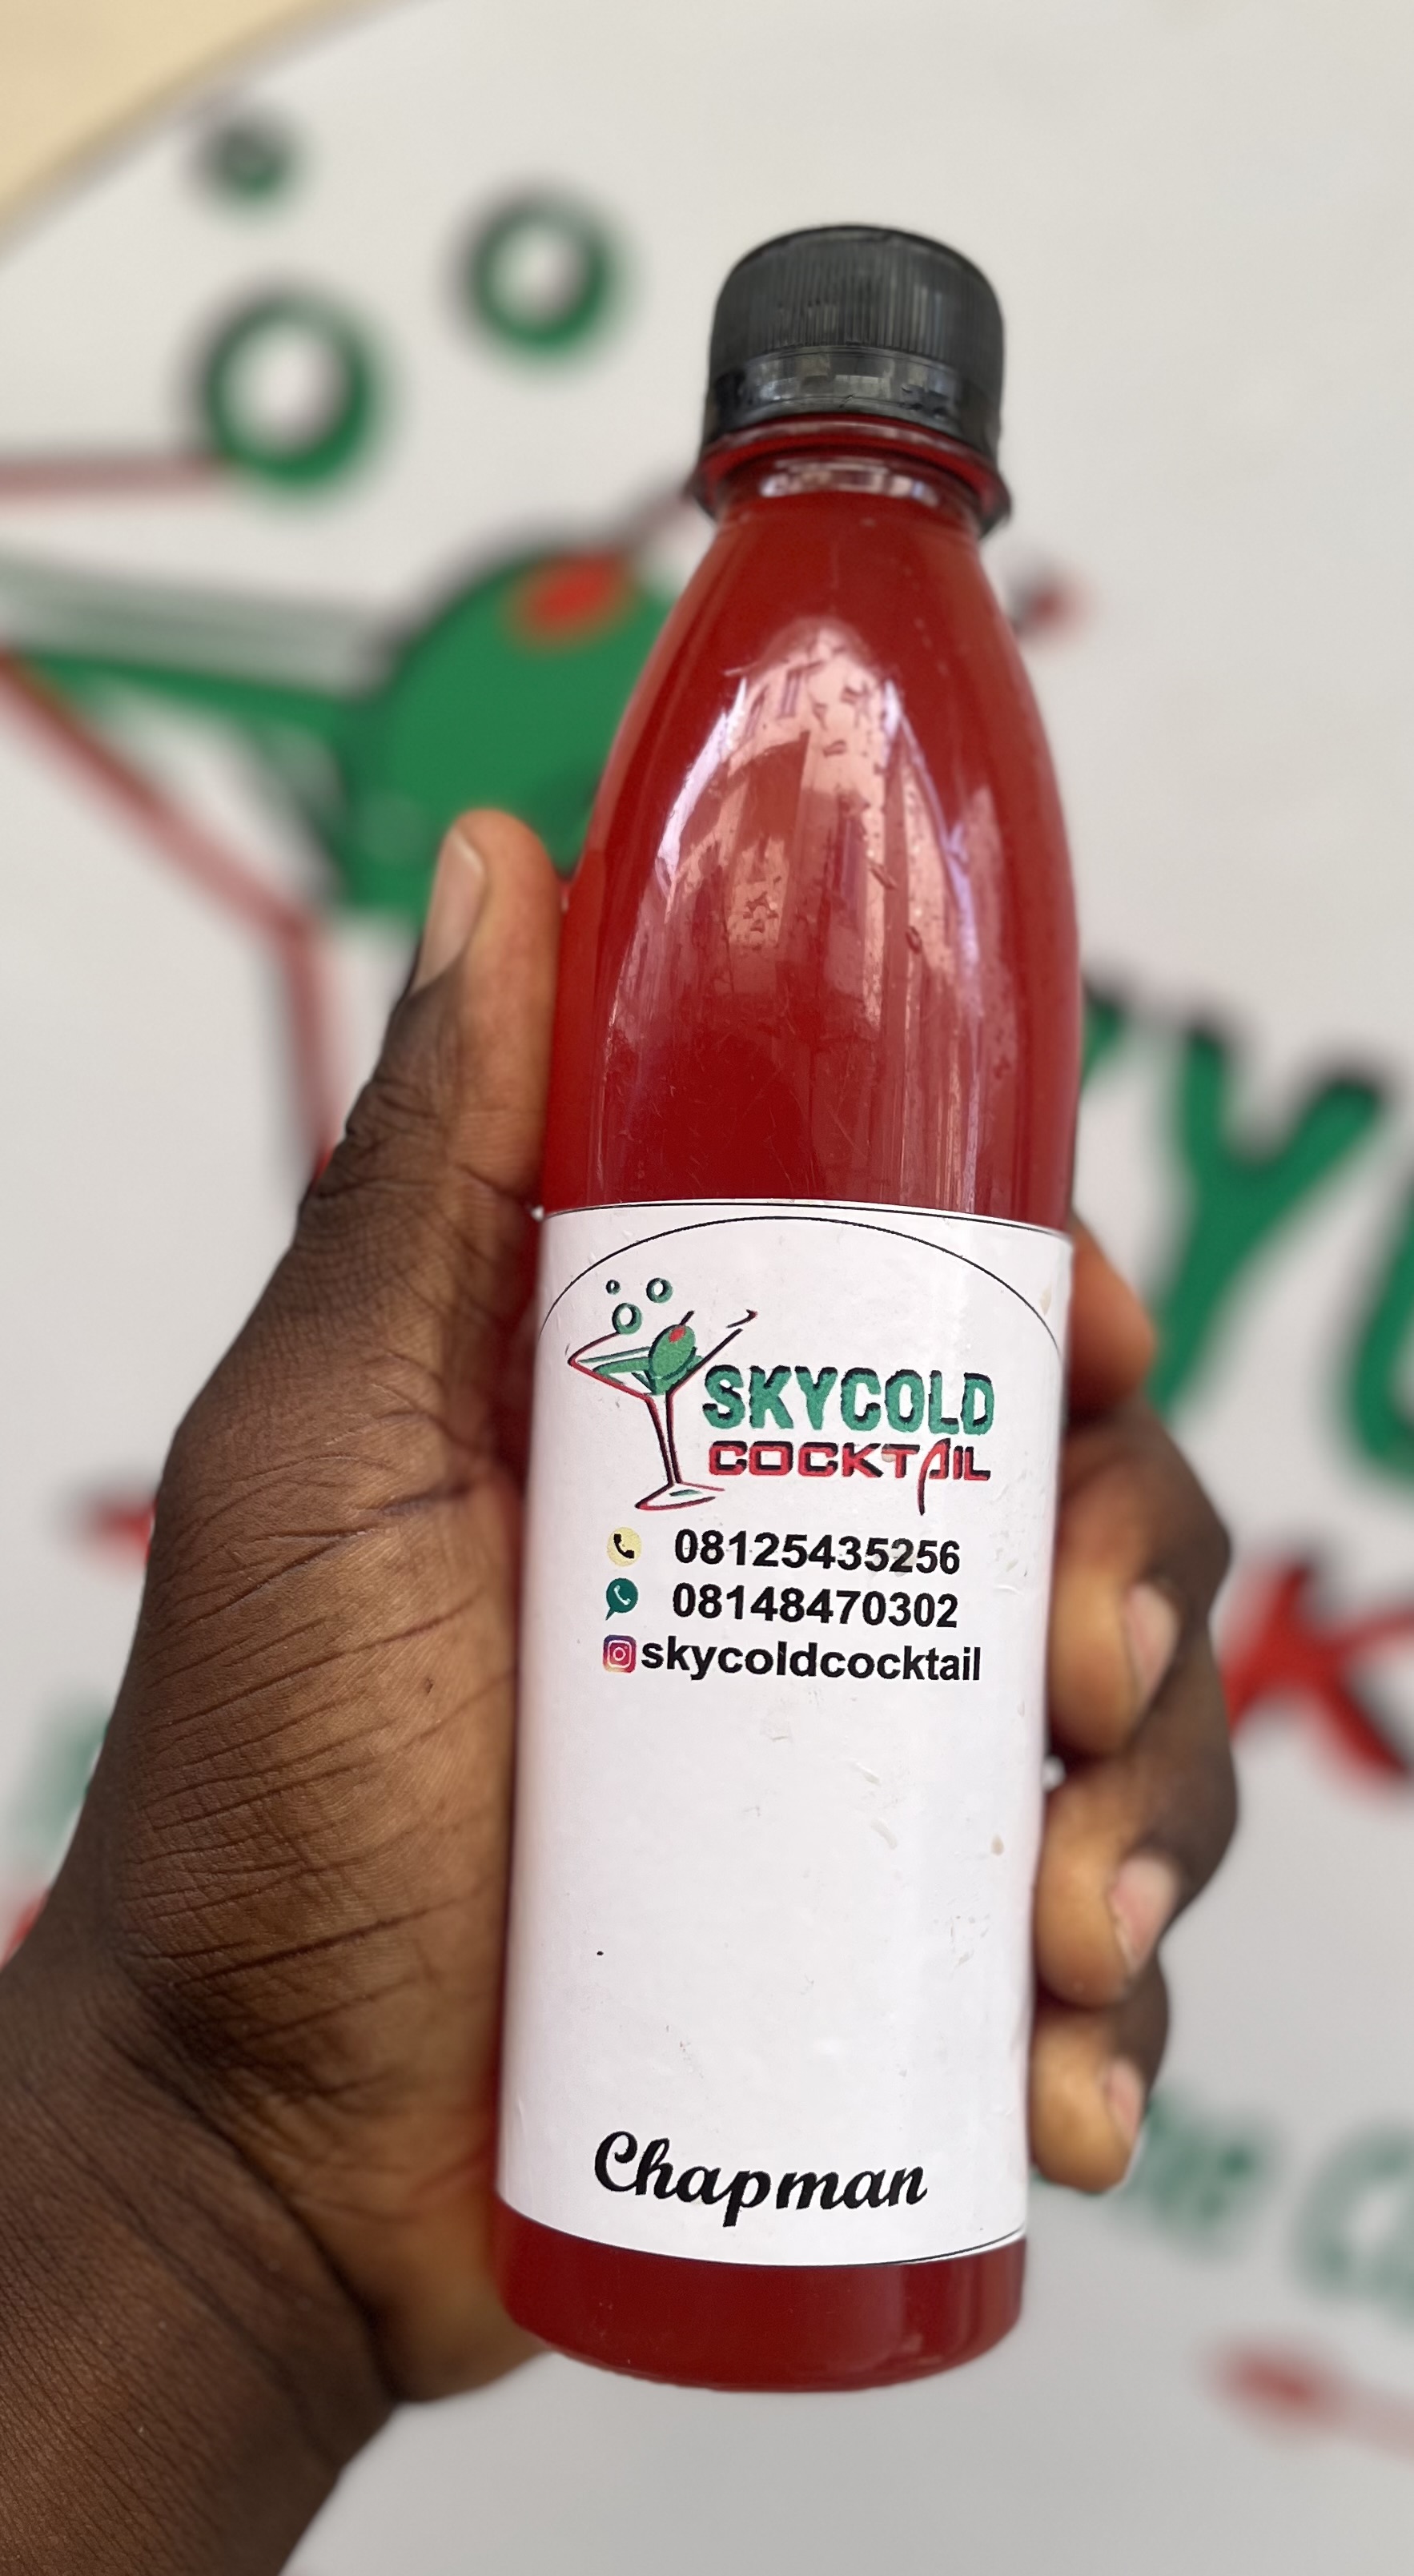 SKYCOLD
COCKTAIL
08125435256
08148470302
skycoldcocktail
Chapman